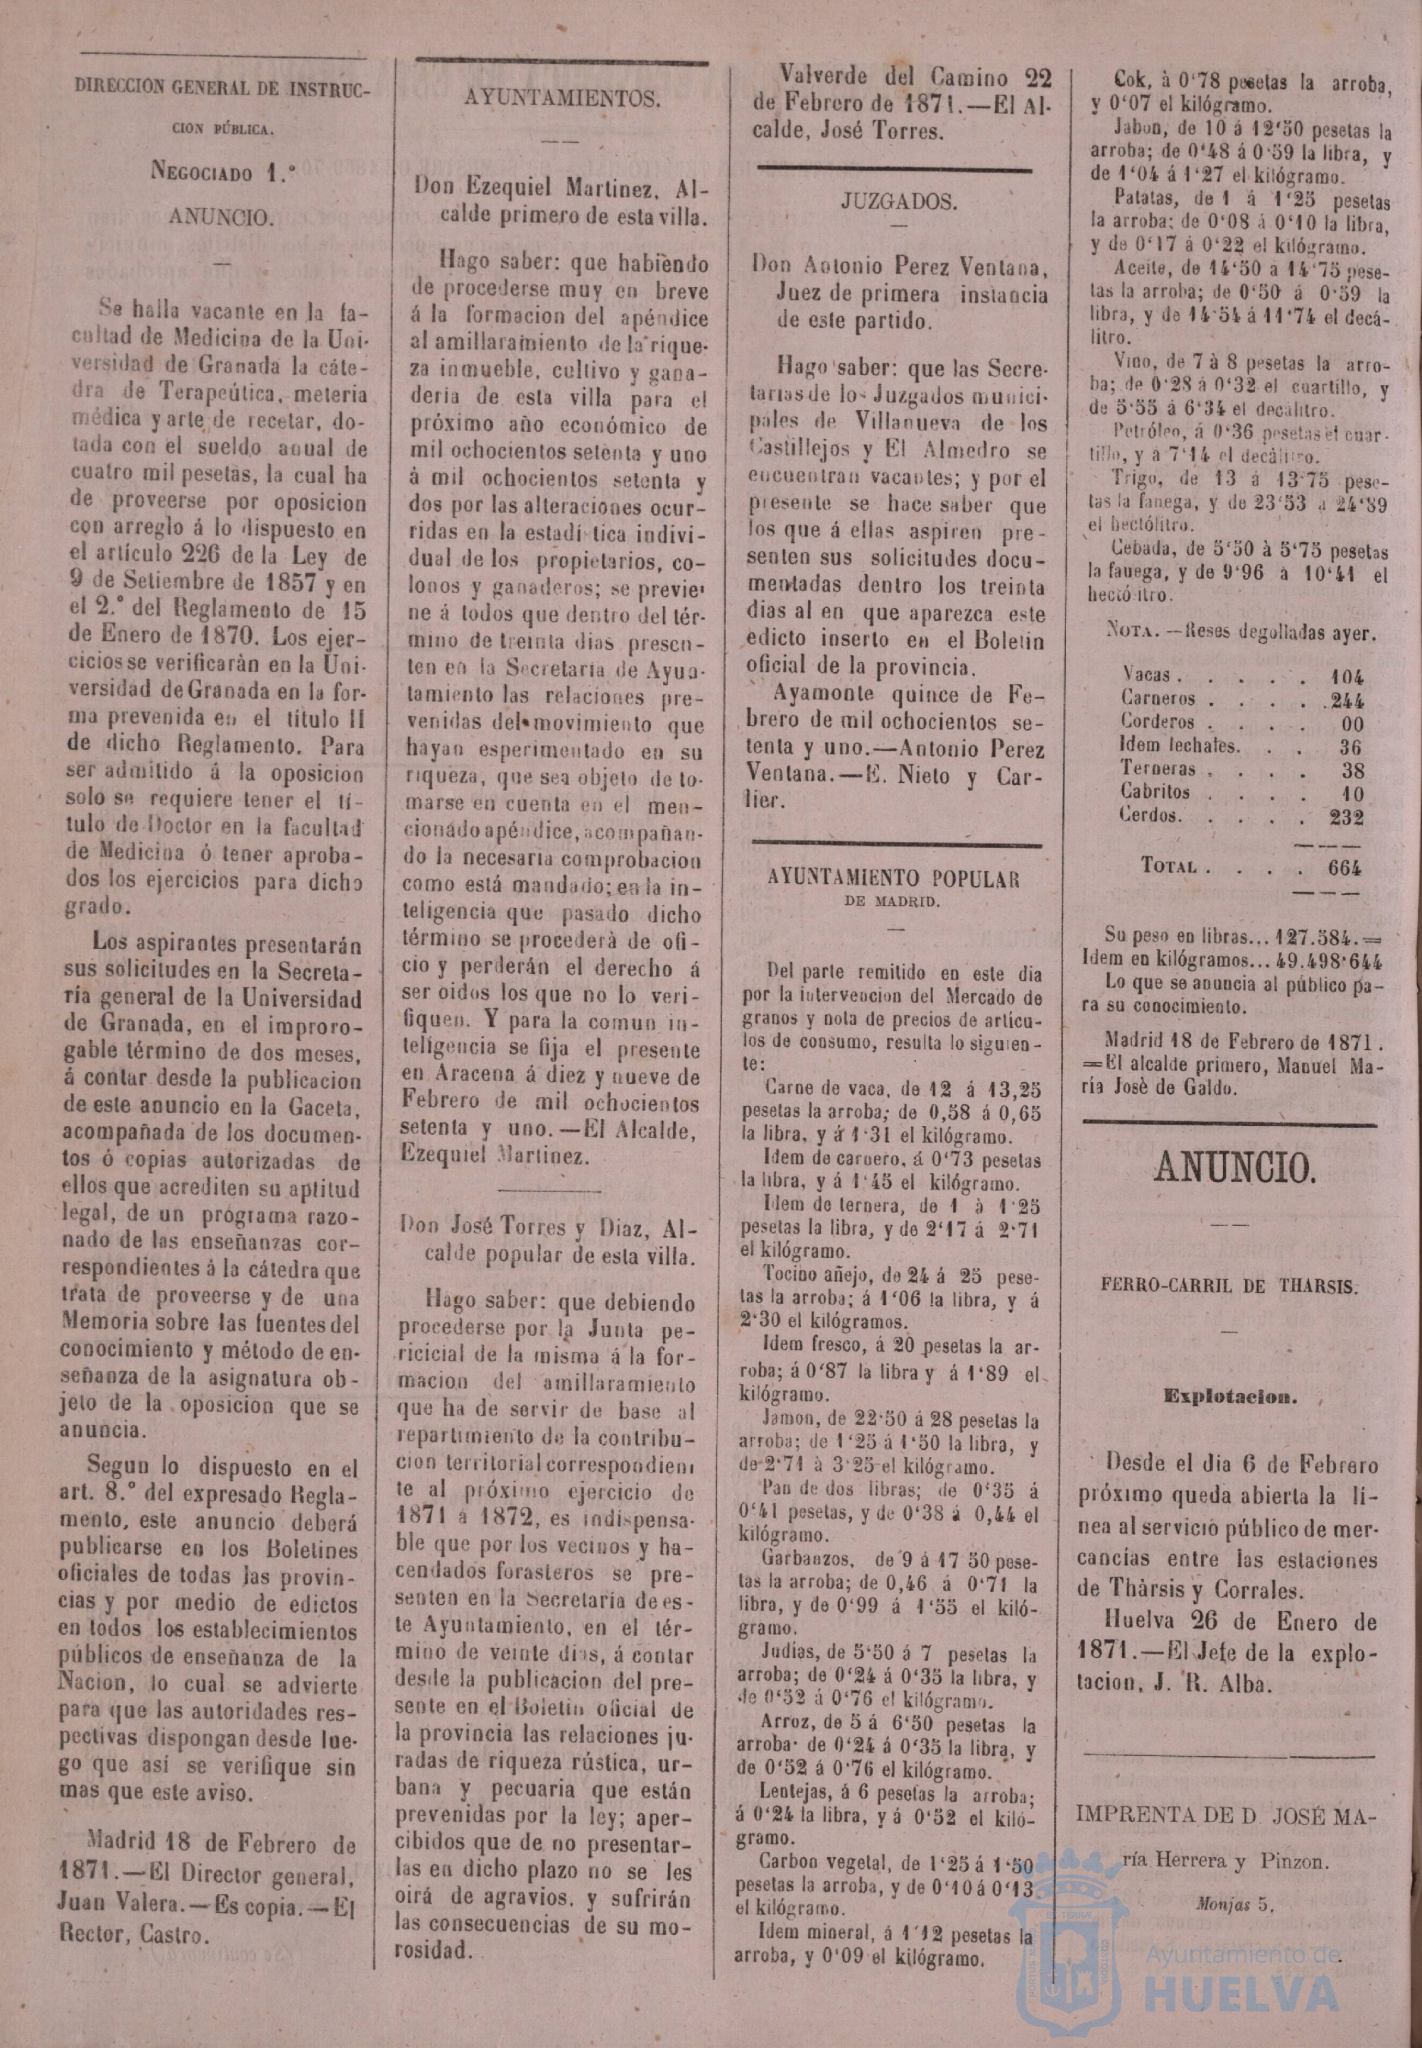 DIRECCION GENERAL DE INSTRUC-
CION PÚBLICA.
NEGOCIADO 1.°
ANUNCIO.
Se halla vacante en la fa-
cultad de Medicina de la Uni-
versidad de Granada la cáte-
dra de Terapeútica, meteria
médica y arte de recetar, do-
tada con el sueldo anual de
cuatro mil pesetas, la cual ha
de proveerse por oposicion
con arreglo á lo dispuesto en
el artículo 226 de la Ley de
9 de Setiembre de 1857 y en
el 2.° del Reglamento de 15
de Enero de 1870. Los ejer-
cicios se verificarán en la Uni-
versidad de Granada en la for-
ma prevenida en el título II
de dicho Reglamento. Para
ser admitido á la oposicion
solo se requiere tener el tí-
tulo de Doctor en la facultad
de Medicina ó tener aproba-
dos los ejercicios para dicho
grado.
Los aspirantes presentarán
sus solicitudes en la Secreta-
ría general de la Universidad
de Granada, en el improro-
gable término de dos meses,
á contar desde la publicacion
de este anuncio en la Gaceta,
acompañada de los documen-
tos ó copias autorizadas de
ellos que acrediten su aptitud
legal, de un prógrama razo-
nado de las enseñanzas cor-
respondientes á la cátedra que
trata de proveerse y de una
Memoria sobre las fuentes del
conocimiento y método de en-
señanza de la asignatura ob-
jeto de la oposicion que se
anuncia.
Segun lo dispuesto en el
art. 8.° del expresado Regla-
mento, este anuncio deberá
publicarse en los Boletines
oficiales de todas las provin-
cias y por medio de edictos
en todos los establecimientos
públicos de enseñanza de la
Nacion, lo cual se advierte
para que las autoridades res-
pectivas dispongan desde lue-
go que así se verifique sin
mas que este aviso.
Madrid 18 de Febrero de
1871.—El Director general,
Juan Valera.—Es copia.—El
Rector, Castro.
AYUNTAMIENTOS.
Don Ezequiel Martinez, Al-
calde primero de esta villa.
Hago saber: que habiendo
de procederse muy en breve
á la formacion del apéndice
al amillaramiento de la rique-
za inmueble, cultivo y gana-
deria de esta villa para el
próximo año económico de
mil ochocientos setenta y uno
á mil ochocientos setenta y
dos por las alteraciones ocur-
ridas en la estadí tica indivi-
dual de los propietarios, co-
lonos y ganaderos; se previe
ne á todos que dentro del tér-
mino de treinta dias presen-
ten en la Secretaría de Ayun-
tamiento las relaciones pre-
venidas del movimiento que
hayan esperimentado en su
riqueza, que sea objeto de to-
marse en cuenta en el men-
cionado apéndice, acompañan-
do la necesaria comprobacion
como está mandado; en la in-
teligencia que pasado dicho
término se procederà de ofi-
cio y perderán el derecho á
ser oidos los que no lo veri-
fiquen. Y para la comun in-
teligencia se fija el presente
en Aracena á diez y nueve de
Febrero de mil ochocientos
setenta y uno.—El Alcalde,
Ezequiel Martinez.
Don José Torres y Diaz, Al-
calde popular de esta villa.
Hago saber: que debiendo
procederse por la Junta pe-
ricicial de la misma á la for-
macion del amillaramiento
que ha de servir de base al
repartimiento de la contribu-
cion territorial correspondien
te al próximo ejercicio de
1871 á 1872, es indispensa-
ble que por los vecinos y ha-
cendados forasteros se pre-
senten en la Secretaría de es-
te Ayuntamiento, en el tér-
mino de veinte dias, á contar
desde la publicacion del pre-
sente en el Boletin oficial de
la provincia las relaciones ju-
radas de riqueza rústica, ur-
bana y pecuaria que están
prevenidas por la ley; aper-
cibidos que de no presentar-
las en dicho plazo no se les
oirá de agravios, y sufrirán
las consecuencias de su mo-
rosidad.
Valverde del Camino 22
de Febrero de 1871.—El Al-
calde, José Torres.
JUZGADOS.
Don Antonio Perez Ventana,
Juez de primera instancia
de este partido.
Hago saber: que las Secre-
tarias de los Juzgados munici-
pales de Villanueva de los
Castillejos y El Almedro se
encuentran vacantes; y por el
presente se hace saber que
los que á ellas aspiren pre-
senten sus solicitudes docu-
mentadas dentro los treinta
dias al en que aparezca este
edicto inserto en el Boletin
oficial de la provincia.
Ayamonte quince de Fe-
brero de mil ochocientos se-
tenta y uno.—Antonio Perez
Ventana.—E. Nieto y Car-
lier.
AYUNTAMIENTO POPULAR
DE MADRID.
Del parte remitido en este dia
por la intervencion del Mercado de
granos y nota de precios de artícu-
los de consumo, resulta lo siguien-
te:
Carne de vaca, de 12 á 13,25
pesetas la arroba; de 0,58 á 0,65
la libra, y á 1'31 el kilógramo.
Idem de carnero, á 0'73 pesetas
la libra, y á 1'45 el kilógramo.
Idem de ternera, de 1 à 1'25
pesetas la libra, y de 2'17 á 2'71
el kilógramo.
Tocino añejo, de 24 á 25 pese-
tas la arroba; á 1'06 la libra, y á
2'30 el kilógramos.
Idem fresco, á 20 pesetas la ar-
roba; á 0'87 la libra y á 1'89 el
kilógramo.
Jamon, de 22'50 á 28 pesetas la
arroba; de 1'25 á 1'50 la libra, y
de 2'71 à 3'25 el kilógramo.
Pan de dos libras; de 0'35 á
0'41 pesetas, y de 0'38 á 0,44 el
kilógramo.
Garbanzos, de 9 á 17 50 pese-
tas la arroba; de 0,46 á 0'71 la
libra, y de 0'99 á 1'55 el kiló-
gramo.
Judías, de 5'50 á 7 pesetas la
arroba; de 0'24 á 0'35 la libra, y
de 0'52 á 0'76 el kilógramo.
Arroz, de 5 á 6'50 pesetas la
arroba; de 0'24 á 0'35 la libra, y
de 0'52 á 0'76 el kilógramo.
Lentejas, á 6 pesetas la arroba;
á 0'24 la libra, y á 0'52 el kiló-
gramo.
Carbon vegetal, de 1'25 á 1'50
pesetas la arroba, y de 0'10 á 0'13
el kilógramo.
Idem mineral, á 1'12 pesetas la
arroba, y 0'09 el kilógramo.
Cok, à 0'78 pesetas la arroba,
y 0'07 el kilógramo.
Jabon, de 10 á 12'50 pesetas la
arroba; de 0'48 á 0'59 la libra, y
de 1'04 á 1'27 el kilógramo.
Patatas, de 1 á 1'25 pesetas
la arroba; de 0'08 á 0'10 la libra,
y de 0'17 á 0'22 el kilógramo.
Aceite, de 14'50 a 14'75 pese-
tas la arroba; de 0'50 á 0'59 la
libra, y de 14'54 á 11'74 el decá-
litro.
Vino, de 7 à 8 pesetas la arro-
ba; de 0'28 á 0'32 el cuartillo, y
de 5'55 á 6'34 el decálitro.
Petróleo, á 0'36 pesetas el cuar-
tillo, y á 7'14 el decálitro.
Trigo, de 13 á 13'75 pese-
tas la fanega, y de 23'53 a 24'89
el hectólitro.
Cebada, de 5'50 à 5'75 pesetas
la fauega, y de 9'96 à 10'41 el
hectó itro.
NOTA.—Reses degolladas ayer.
Vacas . . . . . 104
Carneros . . . . 244
Corderos . . . . 00
Idem lechales. . . 36
Terneras . . . . 38
Cabritos . . . . 10
Cerdos. . . . . 232
TOTAL . . . . 664
Su peso en libras... 127.584.=
Idem en kilógramos... 49.498'644
Lo que se anuncia al público pa-
ra su conocimiento.
Madrid 18 de Febrero de 1871.
=El alcalde primero, Manuel Ma-
ría Josè de Galdo.
ANUNCIO.
FERRO-CARRIL DE THARSIS.
Explotacion.
Desde el dia 6 de Febrero
próximo queda abierta la lí-
nea al servicio público de mer-
cancías entre las estaciones
de Thàrsis y Corrales.
Huelva 26 de Enero de
1871.—El Jefe de la explo-
tacion, J. R. Alba.
IMPRENTA DE D. JOSÉ MA-
ría Herrera y Pinzon.
Monjas 5.
Ayuntamiento de
HUELVA